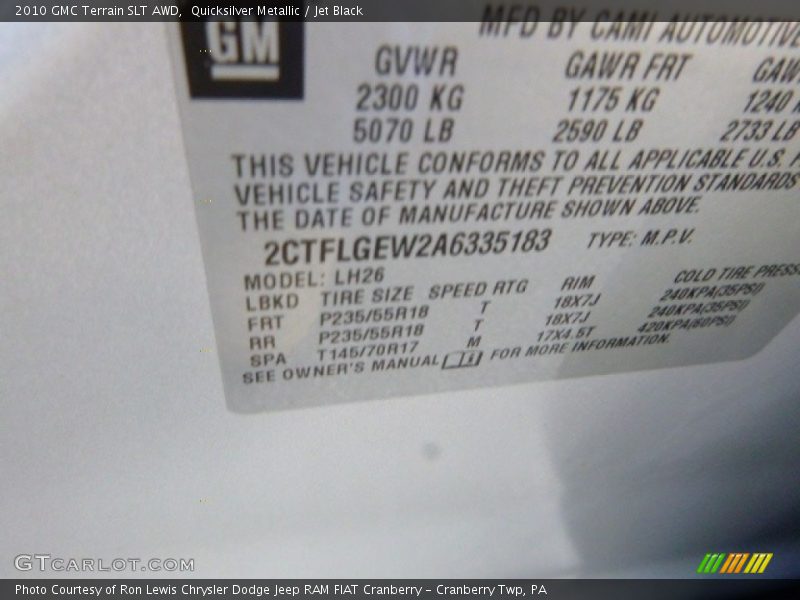 2010 GMC Terrain SLT AWD, Quicksilver Metallic / Jet Black
GM
MFD BY CAMI AUTOMOTIVE
GVWR GAWR FRT GAW
2300 KG 1175 KG 1240
5070 LB 2590 LB 2733 LB
THIS VEHICLE CONFORMS TO ALL APPLICABLE U.S.
VEHICLE SAFETY AND THEFT PREVENTION STANDARDS
THE DATE OF MANUFACTURE SHOWN ABOVE.
2CTFLGEW2A6335183 TYPE: M.P.V.
MODEL: LH26
LBKD TIRE SIZE SPEED RTG RIM COLD TIRE PRESS
FRT P235/55R18 T 18X7J 240KPA(35PSI)
RR P235/55R18 T 18X7J 240KPA(35PSI)
SPA T145/70R17 M 17X4.5T 420KPA(60PSI)
SEE OWNER'S MANUAL FOR MORE INFORMATION.
GTCARLOT.COM
Photo Courtesy of Ron Lewis Chrysler Dodge Jeep RAM FIAT Cranberry – Cranberry Twp, PA